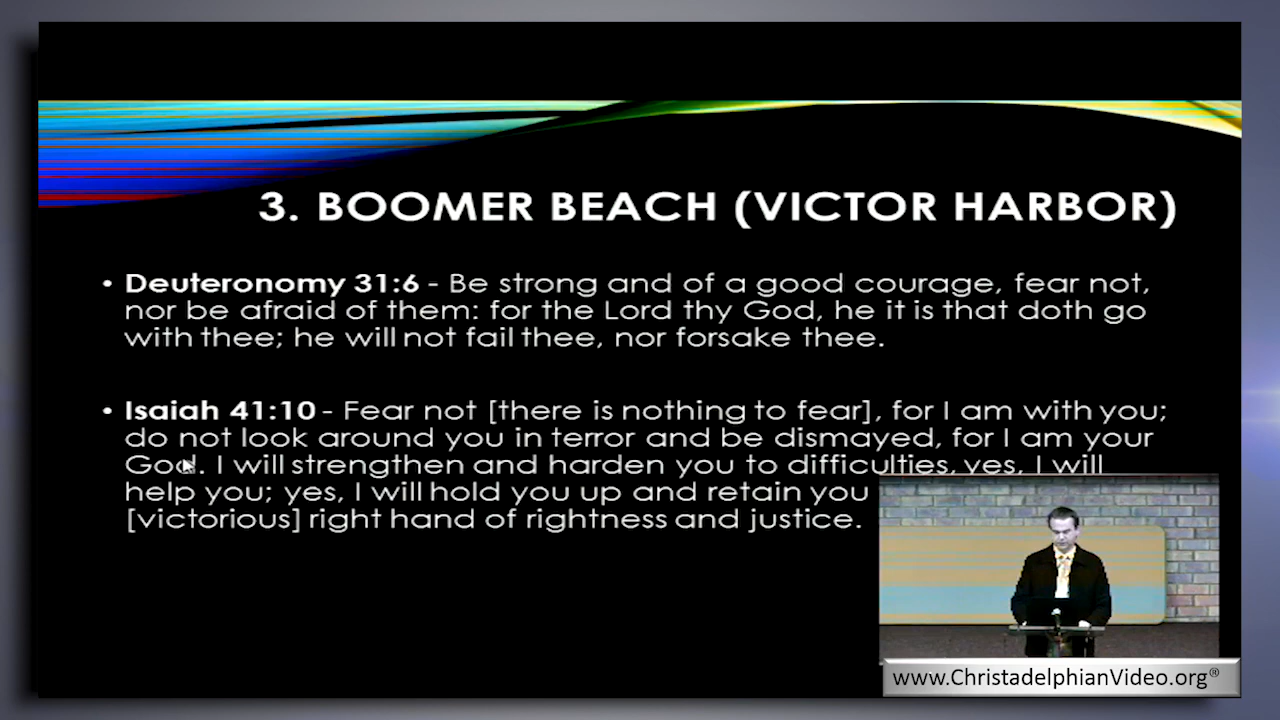 3. BOOMER BEACH (VICTOR HARBOR)
• Deuteronomy 31:6 - Be strong and of a good courage, fear not,
nor be afraid of them: for the Lord thy God, he it is that doth go
with thee; he will not fail thee, nor forsake thee.
• Isaiah 41:10 - Fear not [there is nothing to fear], for I am with you;
do not look around you in terror and be dismayed, for I am your
God. I will strengthen and harden you to difficulties, yes, I will
help you; yes, I will hold you up and retain you
[victorious] right hand of rightness and justice.
www.ChristadelphianVideo.org®